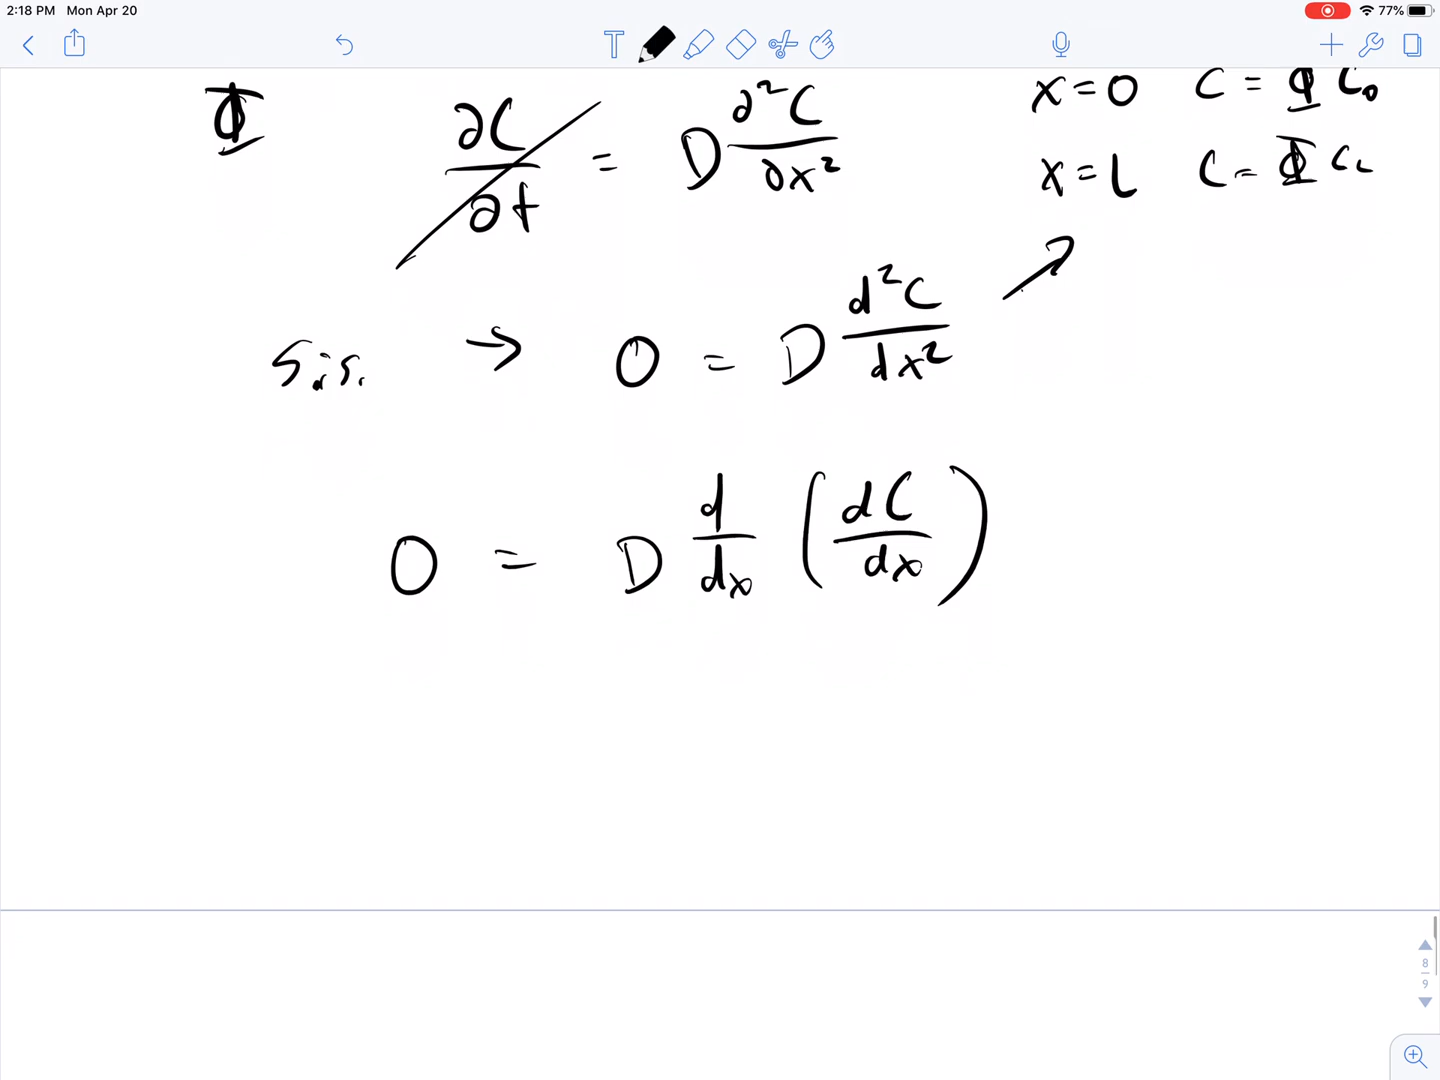 2:18 PM Mon Apr 20
77%
T
Φ ∂C/∂t = D ∂²C/∂x²
x=0 C = Φ C₀
x=L C = Φ C_L
S.S. → 0 = D d²C/dx²
0 = D d/dx (dC/dx)
8
9